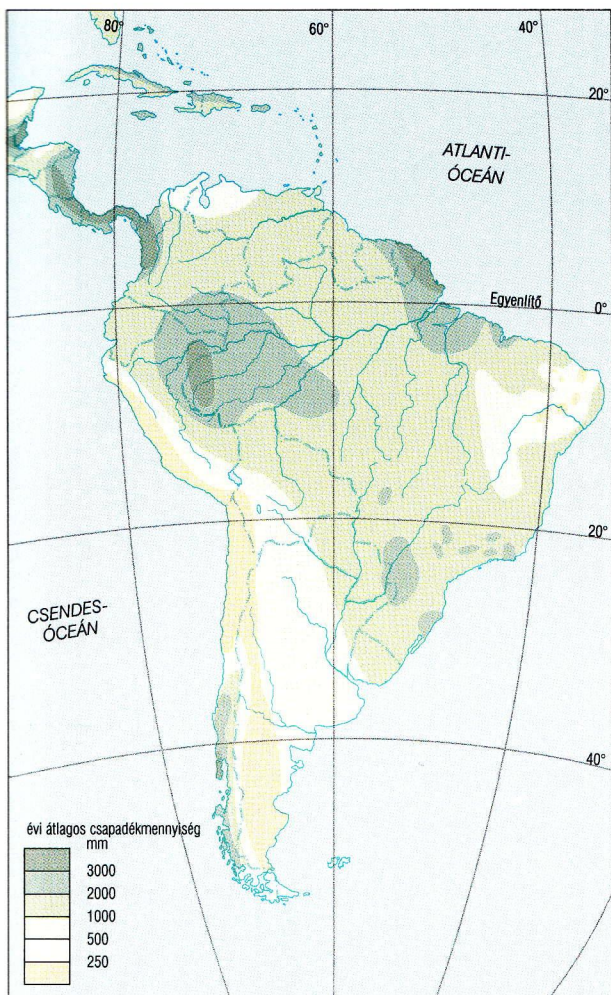 80°
60°
40°
20°
ATLANTI-
ÓCEÁN
Egyenlítő
0°
20°
CSENDES-
ÓCEÁN
40°
évi átlagos csapadékmennyiség
mm
3000
2000
1000
500
250